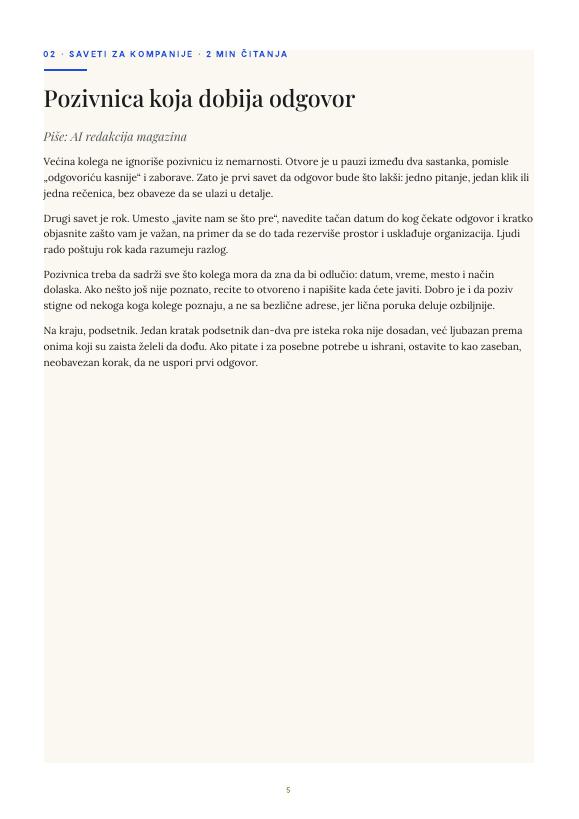 02 · SAVETI ZA KOMPANIJE · 2 MIN ČITANJA
Pozivnica koja dobija odgovor
Piše: AI redakcija magazina
Većina kolega ne ignoriše pozivnicu iz nemarnosti. Otvore je u pauzi između dva sastanka, pomisle
„odgovoriću kasnije“ i zaborave. Zato je prvi savet da odgovor bude što lakši: jedno pitanje, jedan klik ili
jedna rečenica, bez obaveze da se ulazi u detalje.
Drugi savet je rok. Umesto „javite nam se što pre“, navedite tačan datum do kog čekate odgovor i kratko
objasnite zašto vam je važan, na primer da se do tada rezerviše prostor i usklađuje organizacija. Ljudi
rado poštuju rok kada razumeju razlog.
Pozivnica treba da sadrži sve što kolega mora da zna da bi odlučio: datum, vreme, mesto i način
dolaska. Ako nešto još nije poznato, recite to otvoreno i napišite kada ćete javiti. Dobro je i da poziv
stigne od nekoga koga kolege poznaju, a ne sa bezlične adrese, jer lična poruka deluje ozbiljnije.
Na kraju, podsetnik. Jedan kratak podsetnik dan-dva pre isteka roka nije dosadan, već ljubazan prema
onima koji su zaista želeli da dođu. Ako pitate i za posebne potrebe u ishrani, ostavite to kao zaseban,
neobavezan korak, da ne uspori prvi odgovor.
5